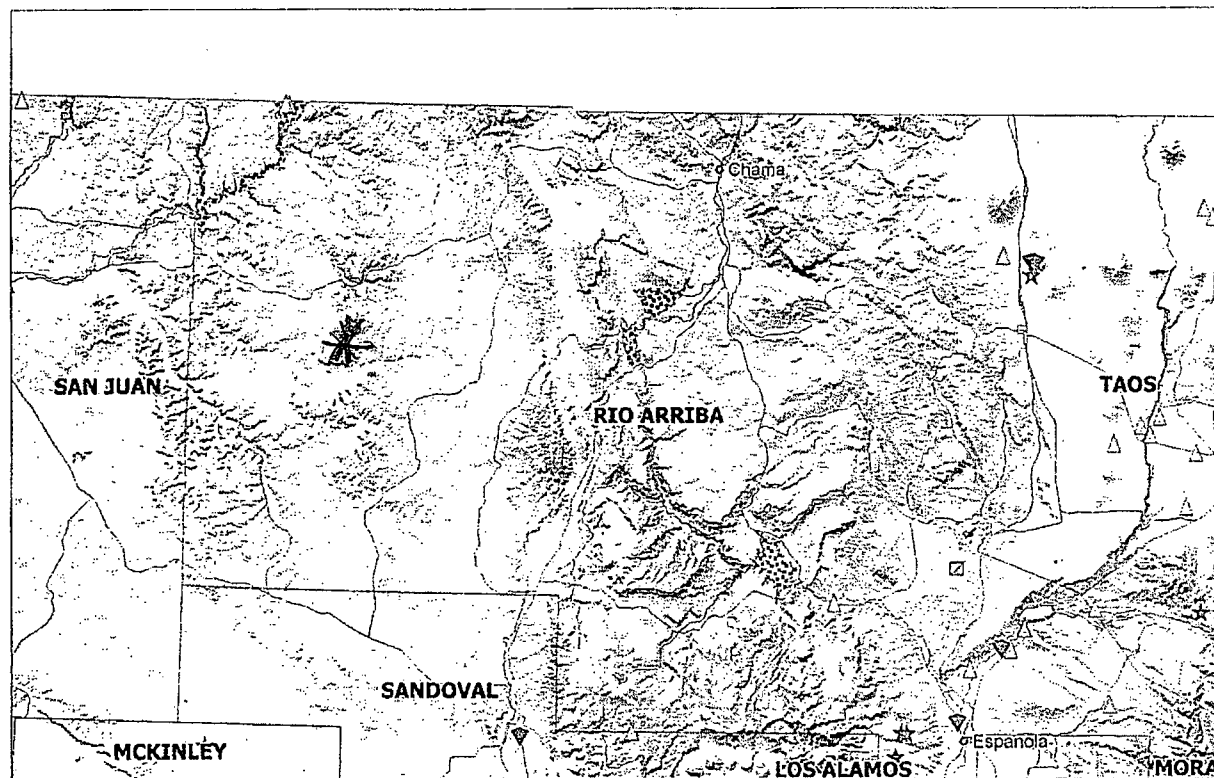 Chama
SAN JUAN
TAOS
RIO ARRIBA
SANDOVAL
Espanola
MCKINLEY
LOS ALAMOS
MORA